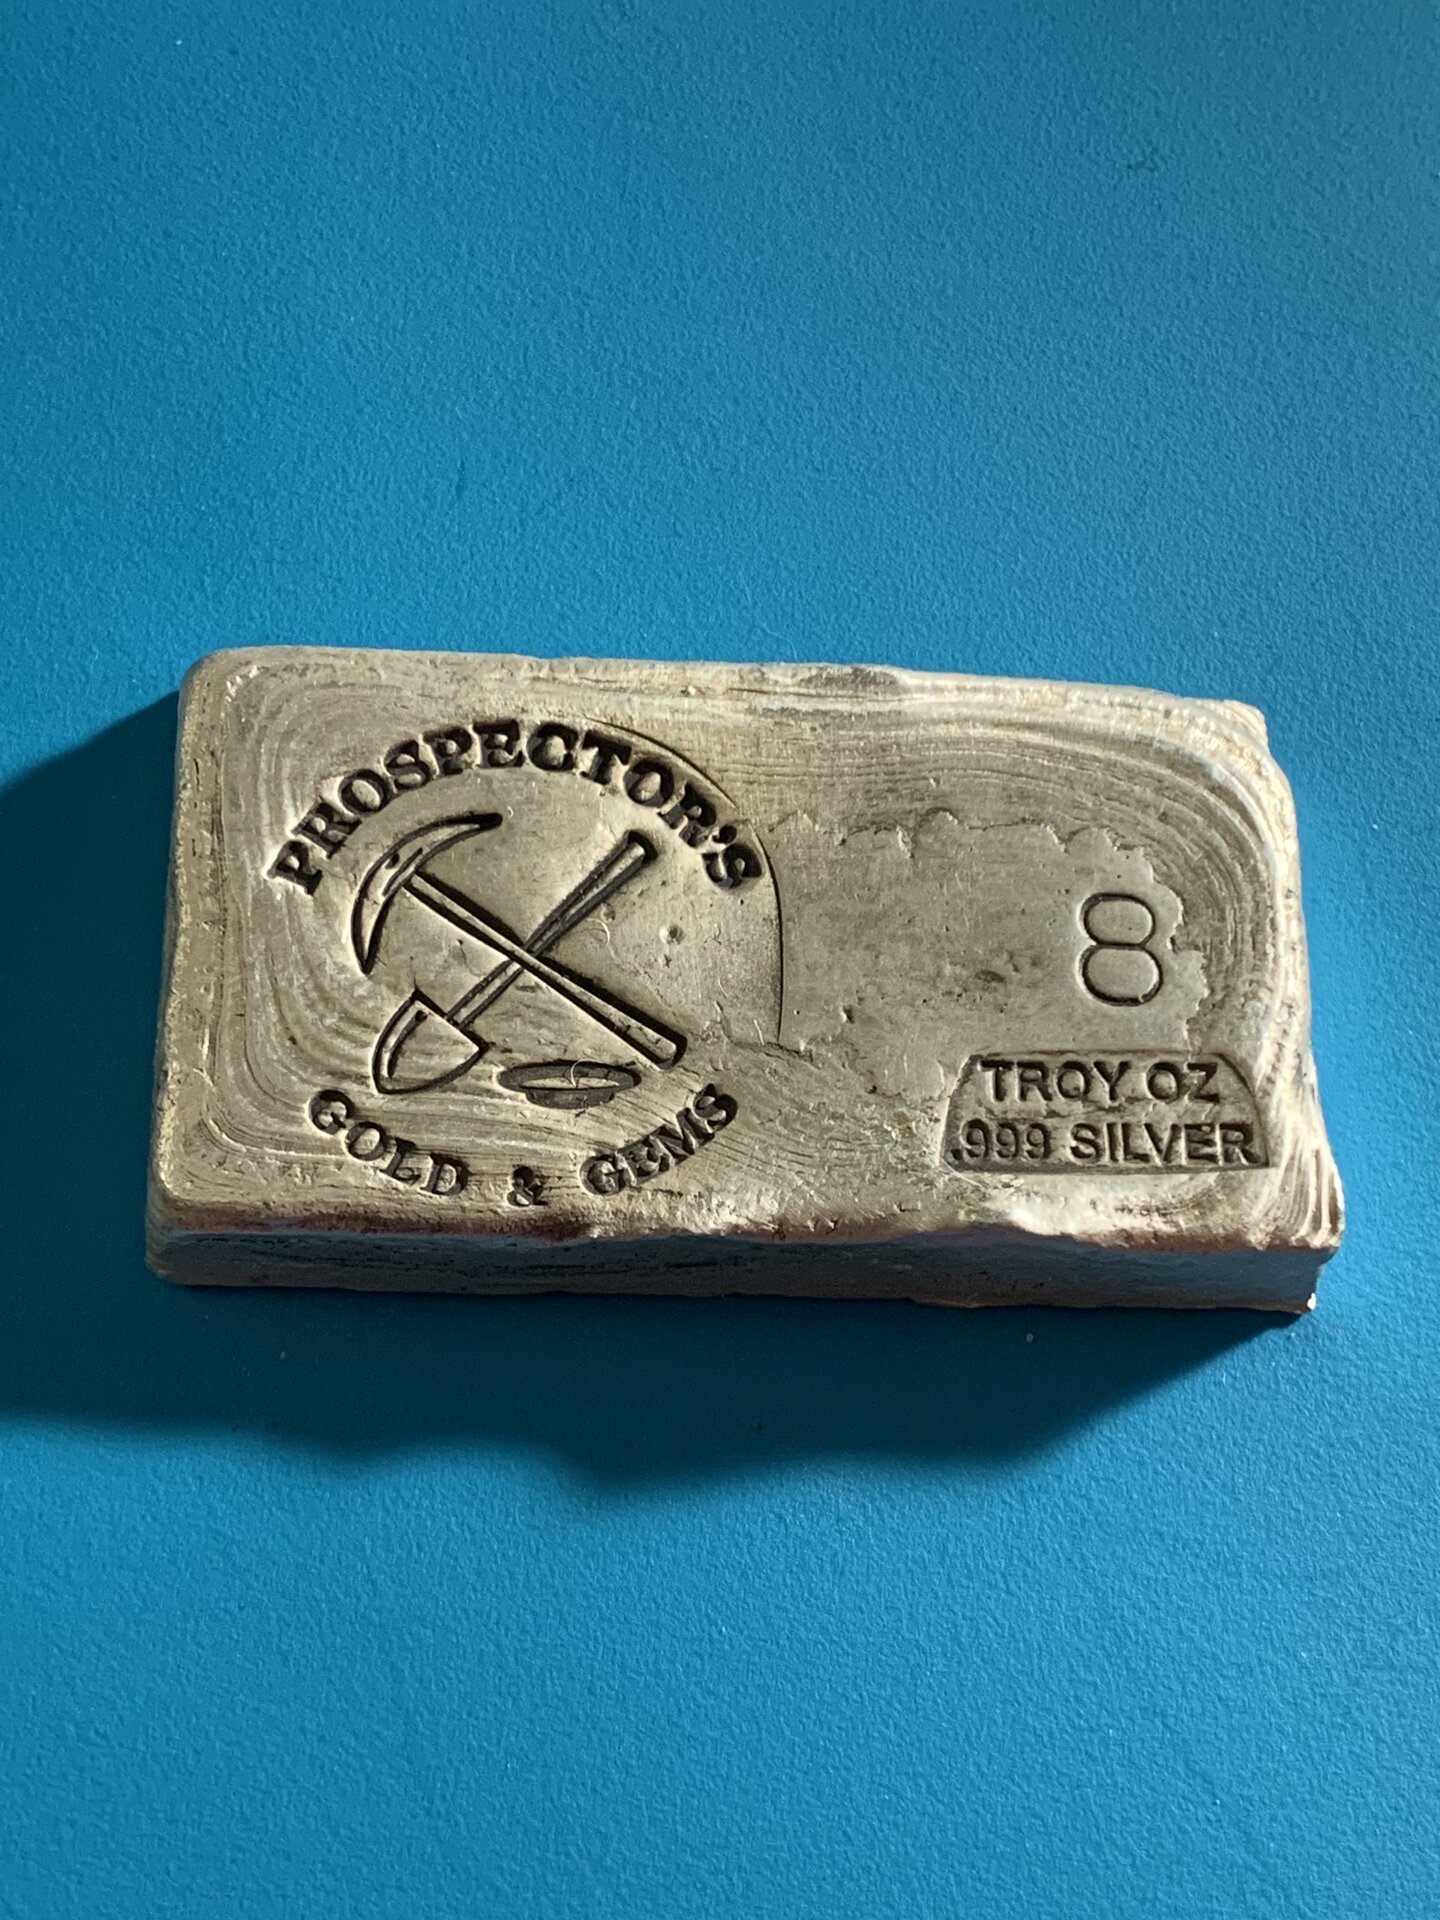 PROSPECTOR'S
GOLD & GEMS
8
TROY OZ
.999 SILVER